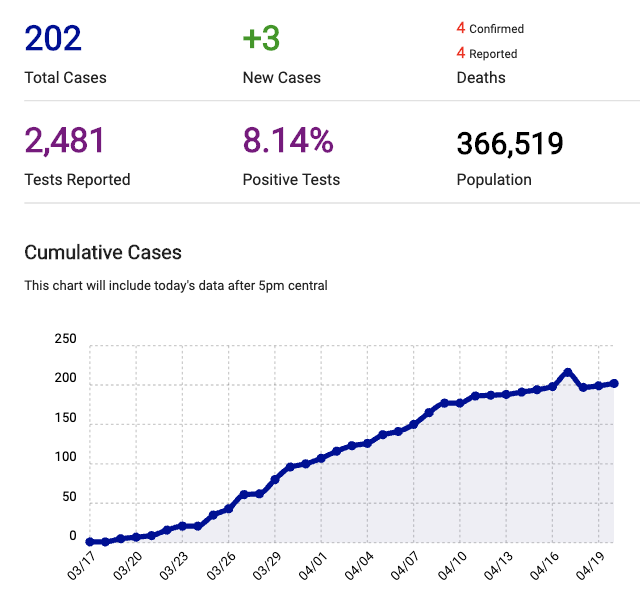 202
+3
4 Confirmed
4 Reported
Total Cases
New Cases
Deaths
2,481
8.14%
366,519
Tests Reported
Positive Tests
Population
Cumulative Cases
This chart will include today's data after 5pm central
250
200
150
100
50
0
03/17
03/20
03/23
03/26
03/29
04/01
04/04
04/07
04/10
04/13
04/16
04/19